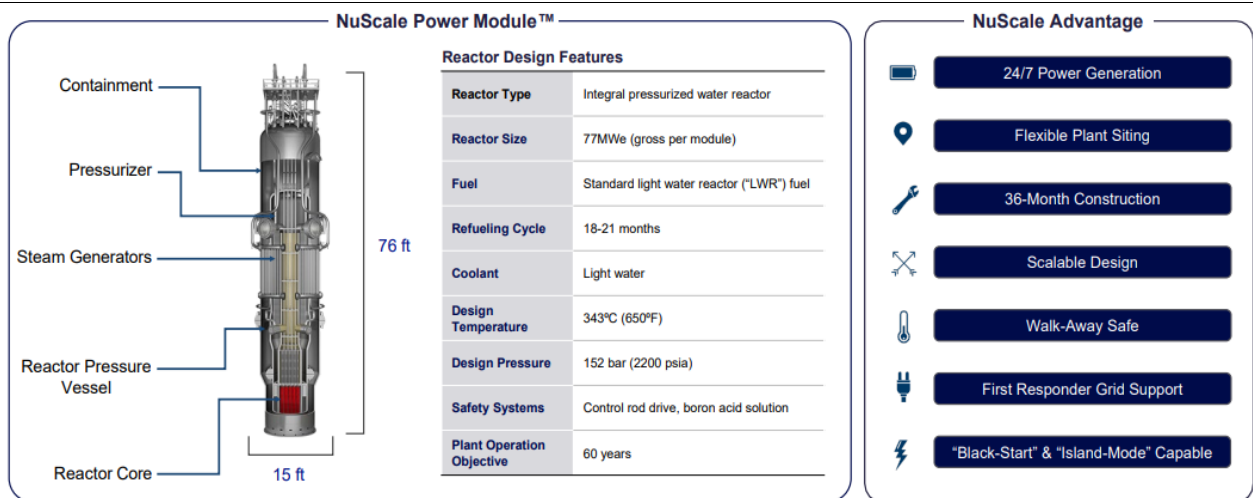 NuScale Power Module™
Containment
Pressurizer
Steam Generators
Reactor Pressure
Vessel
Reactor Core
76 ft
15 ft
Reactor Design Features
Reactor Type Integral pressurized water reactor
Reactor Size 77MWe (gross per module)
Fuel Standard light water reactor (“LWR”) fuel
Refueling Cycle 18-21 months
Coolant Light water
Design
Temperature 343ºC (650ºF)
Design Pressure 152 bar (2200 psia)
Safety Systems Control rod drive, boron acid solution
Plant Operation
Objective 60 years
NuScale Advantage
24/7 Power Generation
Flexible Plant Siting
36-Month Construction
Scalable Design
Walk-Away Safe
First Responder Grid Support
“Black-Start” & “Island-Mode” Capable